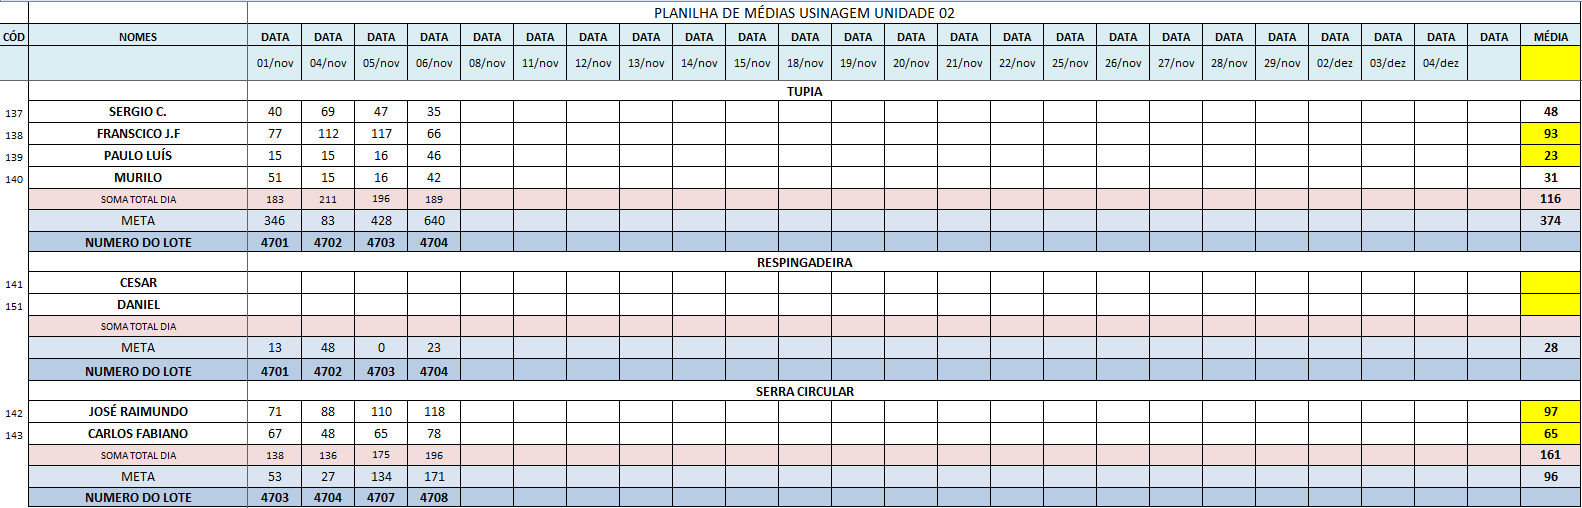 PLANILHA DE MÉDIAS USINAGEM UNIDADE 02
CÓD NOMES DATA DATA DATA DATA DATA DATA DATA DATA DATA DATA DATA DATA DATA DATA DATA DATA DATA DATA DATA DATA DATA DATA DATA DATA MÉDIA
01/nov 04/nov 05/nov 06/nov 08/nov 11/nov 12/nov 13/nov 14/nov 15/nov 18/nov 19/nov 20/nov 21/nov 22/nov 25/nov 26/nov 27/nov 28/nov 29/nov 02/dez 03/dez 04/dez
TUPIA
137 SERGIO C. 40 69 47 35 48
138 FRANSCICO J.F 77 112 117 66 93
139 PAULO LUÍS 15 15 16 46 23
140 MURILO 51 15 16 42 31
SOMA TOTAL DIA 183 211 196 189 116
META 346 83 428 640 374
NUMERO DO LOTE 4701 4702 4703 4704
RESPINGADEIRA
141 CESAR
151 DANIEL
SOMA TOTAL DIA
META 13 48 0 23 28
NUMERO DO LOTE 4701 4702 4703 4704
SERRA CIRCULAR
142 JOSÉ RAIMUNDO 71 88 110 118 97
143 CARLOS FABIANO 67 48 65 78 65
SOMA TOTAL DIA 138 136 175 196 161
META 53 27 134 171 96
NUMERO DO LOTE 4703 4704 4707 4708